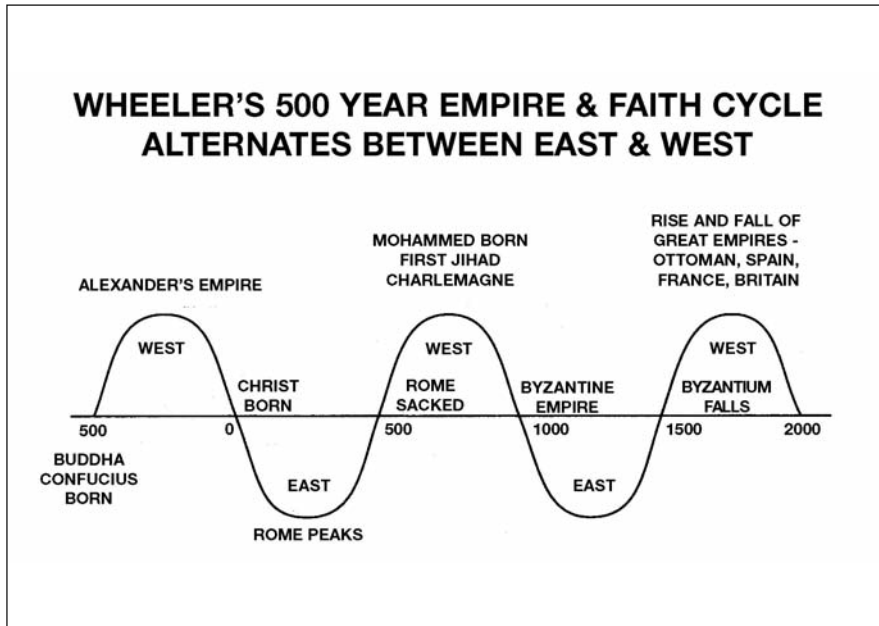 WHEELER'S 500 YEAR EMPIRE & FAITH CYCLE
ALTERNATES BETWEEN EAST & WEST
ALEXANDER'S EMPIRE
MOHAMMED BORN
FIRST JIHAD
CHARLEMAGNE
RISE AND FALL OF
GREAT EMPIRES -
OTTOMAN, SPAIN,
FRANCE, BRITAIN
WEST
WEST
WEST
CHRIST
BORN
ROME
SACKED
BYZANTINE
EMPIRE
BYZANTIUM
FALLS
500
0
500
1000
1500
2000
BUDDHA
CONFUCIUS
BORN
EAST
EAST
ROME PEAKS